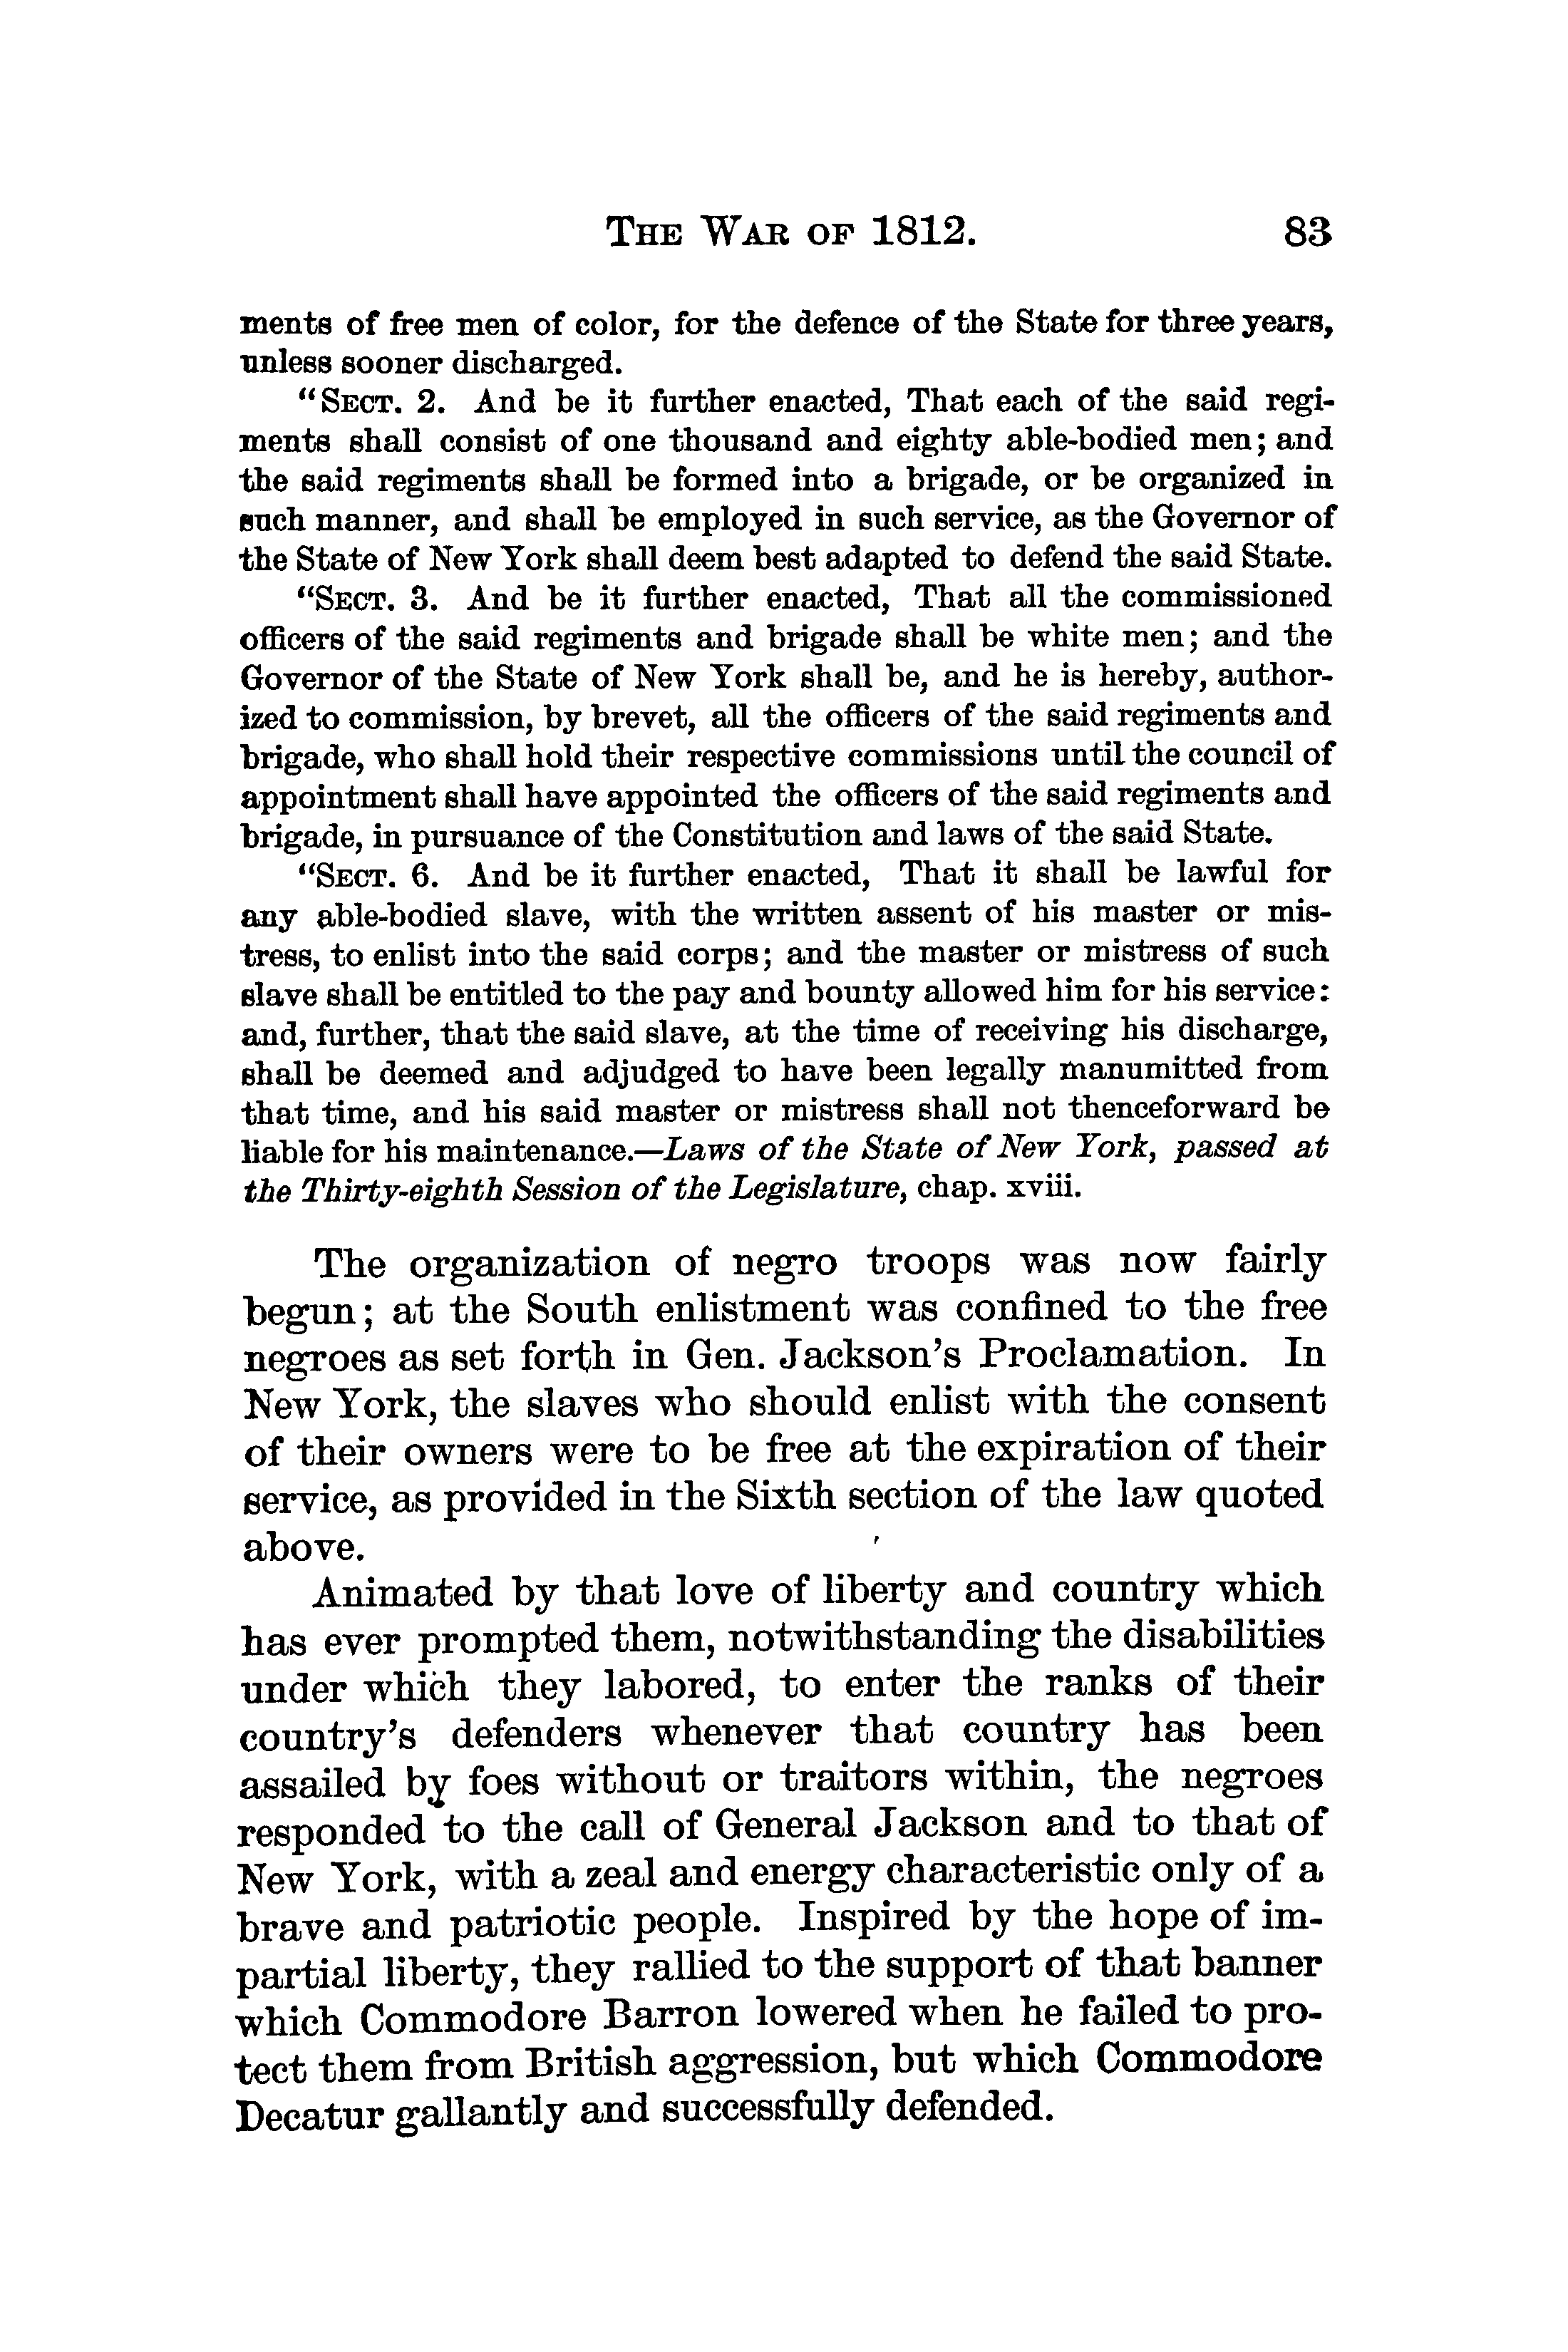 THE WAR OF 1812. 83
ments of free men of color, for the defence of the State for three years,
unless sooner discharged.
"SECT. 2. And be it further enacted, That each of the said regi-
ments shall consist of one thousand and eighty able-bodied men; and
the said regiments shall be formed into a brigade, or be organized in
such manner, and shall be employed in such service, as the Governor of
the State of New York shall deem best adapted to defend the said State.
"SECT. 3. And be it further enacted, That all the commissioned
officers of the said regiments and brigade shall be white men; and the
Governor of the State of New York shall be, and he is hereby, author-
ized to commission, by brevet, all the officers of the said regiments and
brigade, who shall hold their respective commissions until the council of
appointment shall have appointed the officers of the said regiments and
brigade, in pursuance of the Constitution and laws of the said State.
"SECT. 6. And be it further enacted, That it shall be lawful for
any able-bodied slave, with the written assent of his master or mis-
tress, to enlist into the said corps; and the master or mistress of such
slave shall be entitled to the pay and bounty allowed him for his service:
and, further, that the said slave, at the time of receiving his discharge,
shall be deemed and adjudged to have been legally manumitted from
that time, and his said master or mistress shall not thenceforward be
liable for his maintenance.—Laws of the State of New York, passed at
the Thirty-eighth Session of the Legislature, chap. xviii.
The organization of negro troops was now fairly
begun; at the South enlistment was confined to the free
negroes as set forth in Gen. Jackson's Proclamation. In
New York, the slaves who should enlist with the consent
of their owners were to be free at the expiration of their
service, as provided in the Sixth section of the law quoted
above.
Animated by that love of liberty and country which
has ever prompted them, notwithstanding the disabilities
under which they labored, to enter the ranks of their
country's defenders whenever that country has been
assailed by foes without or traitors within, the negroes
responded to the call of General Jackson and to that of
New York, with a zeal and energy characteristic only of a
brave and patriotic people. Inspired by the hope of im-
partial liberty, they rallied to the support of that banner
which Commodore Barron lowered when he failed to pro-
tect them from British aggression, but which Commodore
Decatur gallantly and successfully defended.